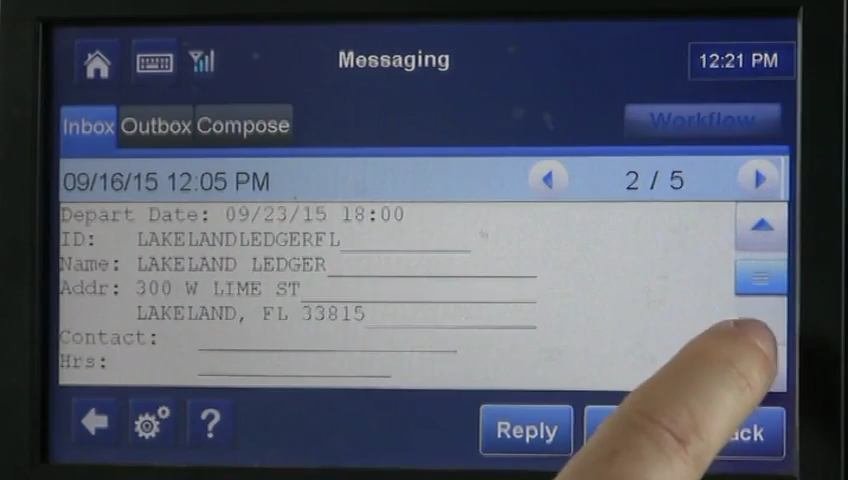 Messaging
12:21 PM
Inbox Outbox Compose
Workflow
09/16/15 12:05 PM
2 / 5
Depart Date: 09/23/15 18:00
ID: LAKELANDLEDGERFL
Name: LAKELAND LEDGER
Addr: 300 W LIME ST
LAKELAND, FL 33815
Contact:
Hrs:
?
Reply